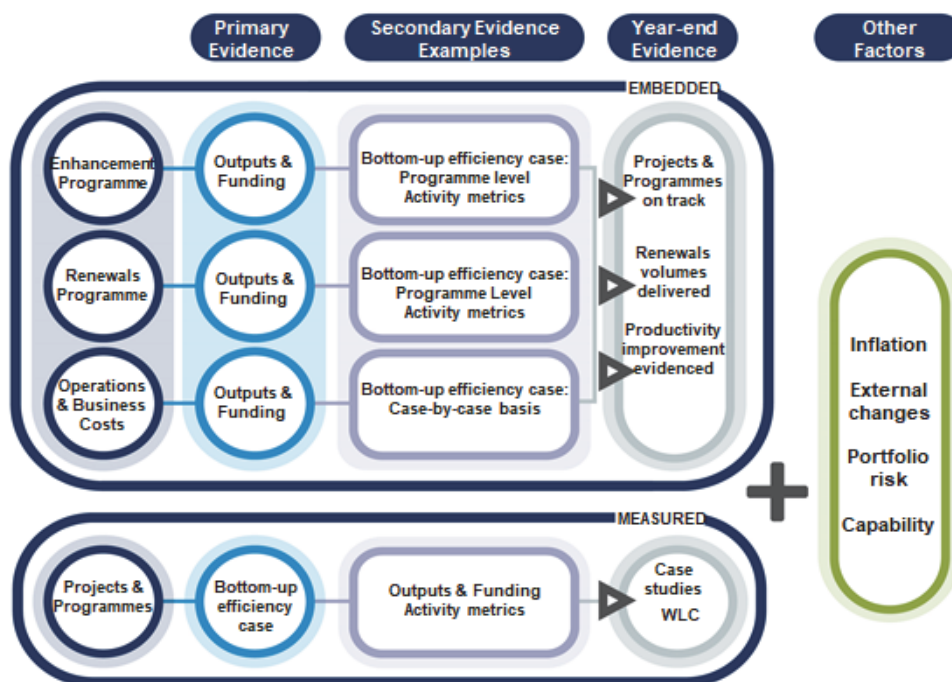 Primary
Evidence
Secondary Evidence
Examples
Year-end
Evidence
Other
Factors
EMBEDDED
Enhancement
Programme
Outputs &
Funding
Bottom-up efficiency case:
Programme level
Activity metrics
Projects &
Programmes
on track
Renewals
Programme
Outputs &
Funding
Bottom-up efficiency case:
Programme Level
Activity metrics
Renewals
volumes
delivered
Operations
& Business
Costs
Outputs &
Funding
Bottom-up efficiency case:
Case-by-case basis
Productivity
improvement
evidenced
MEASURED
Projects &
Programmes
Bottom-up
efficiency
case
Outputs & Funding
Activity metrics
Case
studies
WLC
Inflation
External
changes
Portfolio
risk
Capability